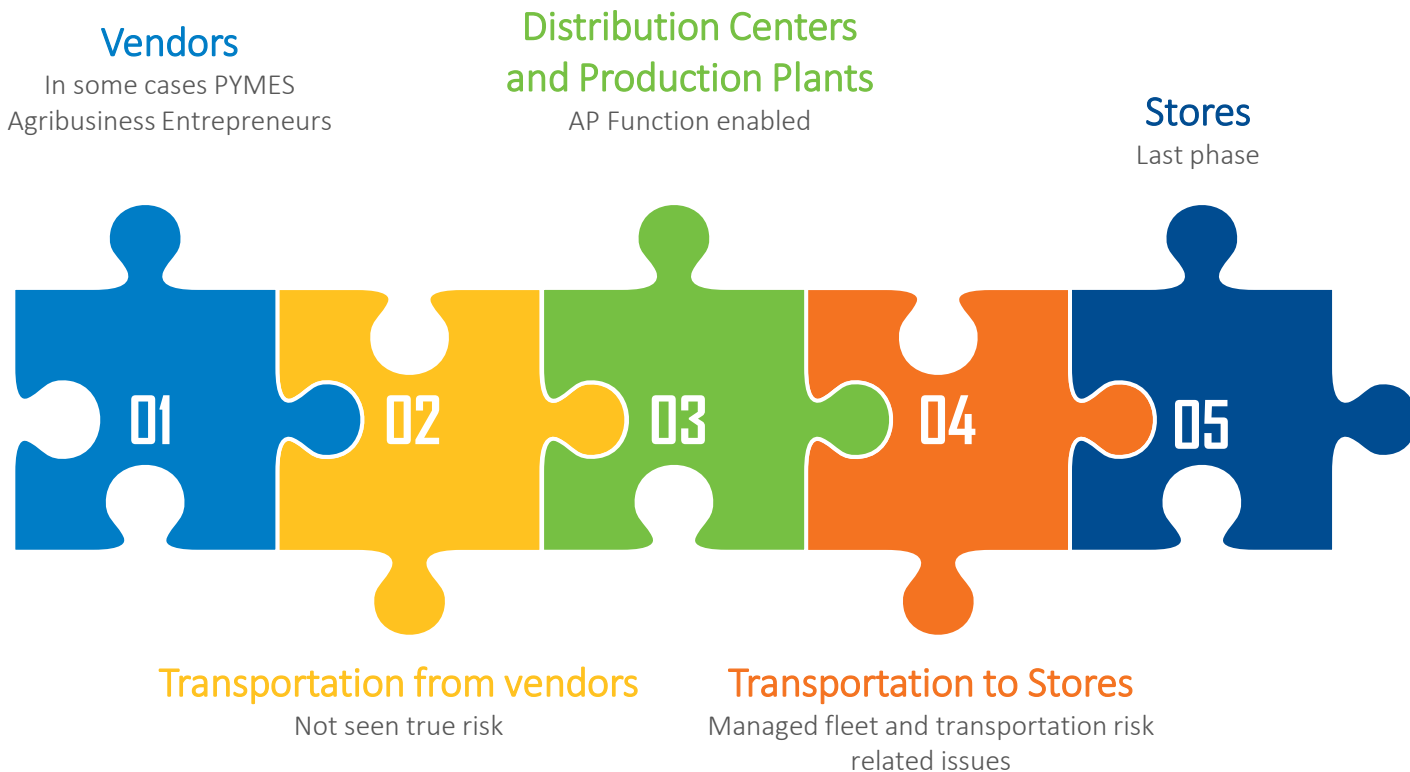 Vendors
In some cases PYMES
Agribusiness Entrepreneurs
Distribution Centers
and Production Plants
AP Function enabled
Stores
Last phase
01
02
03
04
05
Transportation from vendors
Not seen true risk
Transportation to Stores
Managed fleet and transportation risk
related issues